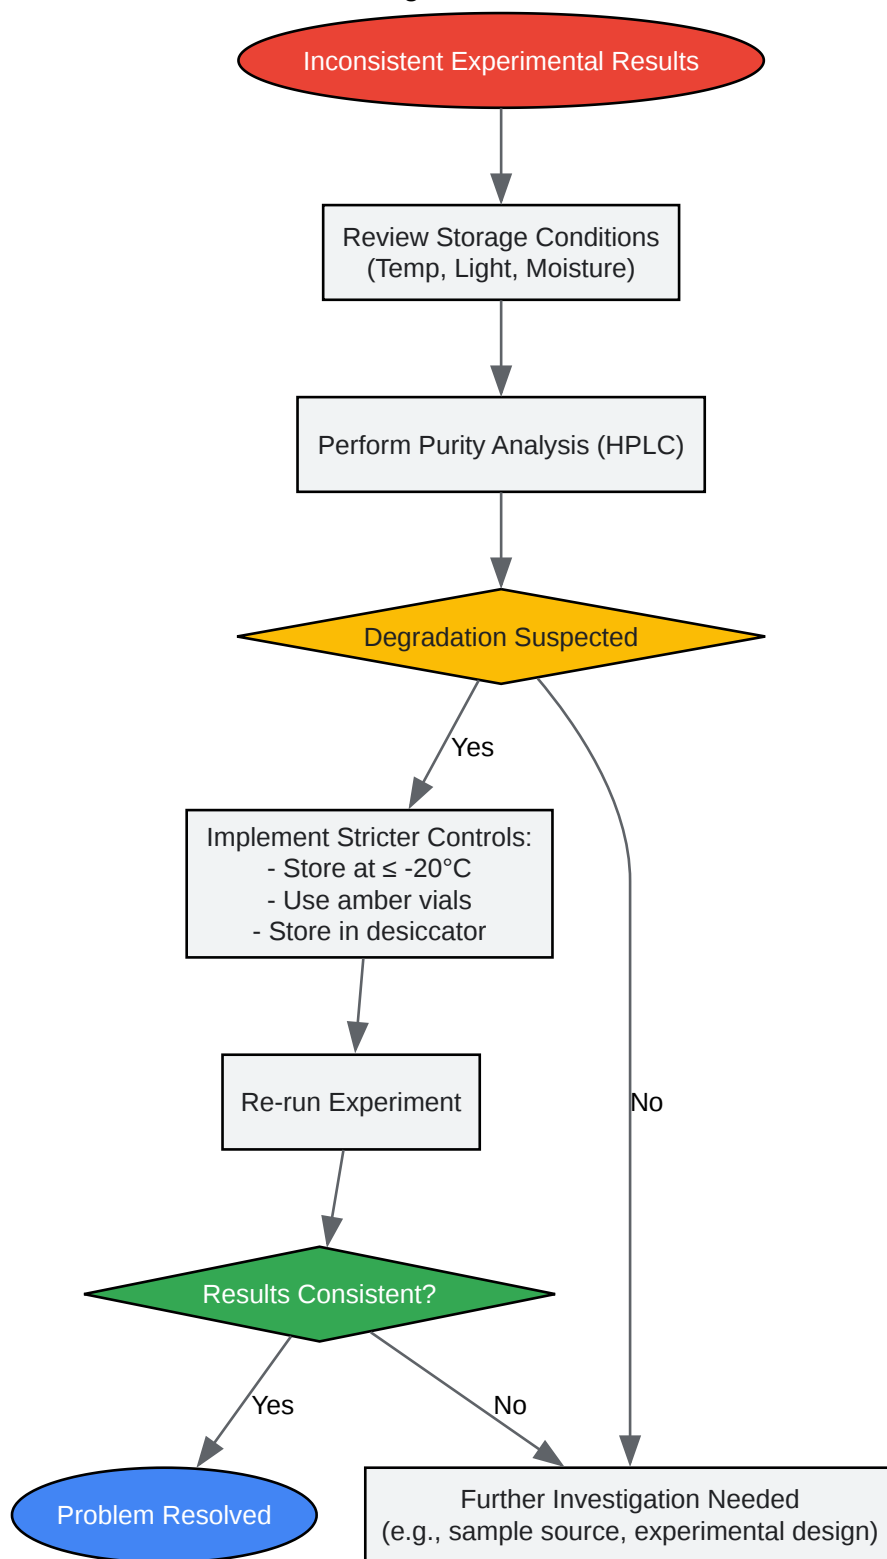 Inconsistent Experimental Results
Review Storage Conditions
(Temp, Light, Moisture)
Perform Purity Analysis (HPLC)
Degradation Suspected
Yes
Implement Stricter Controls:
- Store at ≤ -20°C
- Use amber vials
- Store in desiccator
Re-run Experiment
No
Results Consistent?
Yes
No
Problem Resolved
Further Investigation Needed
(e.g., sample source, experimental design)